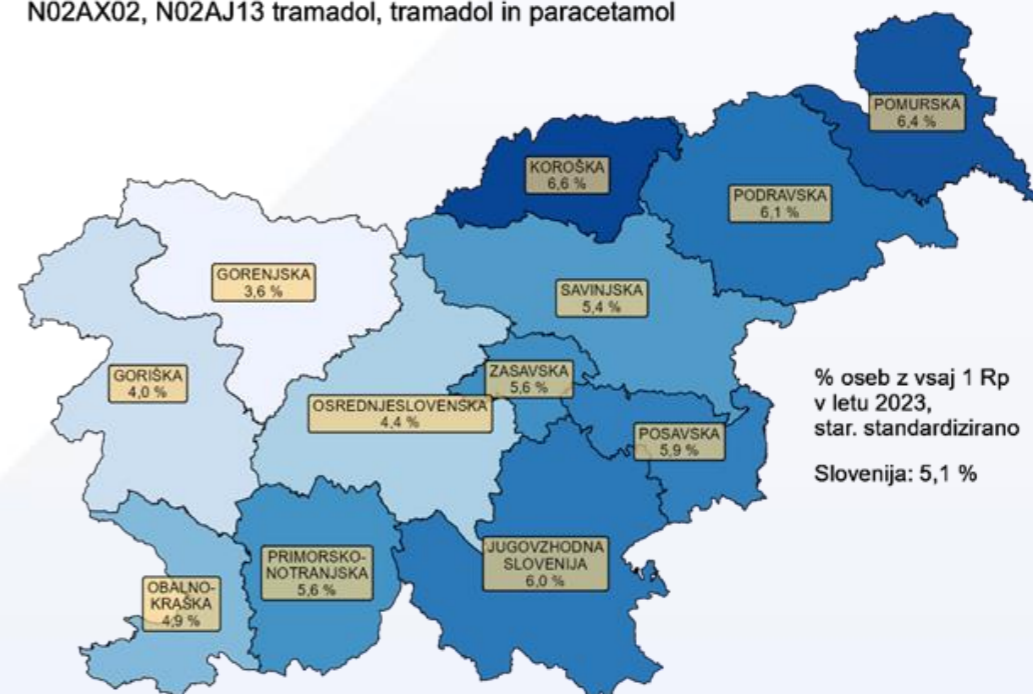 N02AX02, N02AJ13 tramadol, tramadol in paracetamol
POMURSKA
6,4 %
KOROŠKA
6,6 %
PODRAVSKA
6,1 %
GORENJSKA
3,6 %
SAVINJSKA
5,4 %
GORIŠKA
4,0 %
ZASAVSKA
5,6 %
OSREDNJESLOVENSKA
4,4 %
POSAVSKA
5,9 %
% oseb z vsaj 1 Rp
v letu 2023,
star. standardizirano
Slovenija: 5,1 %
JUGOVZHODNA
SLOVENIJA
6,0 %
PRIMORSKO-
NOTRANJSKA
5,6 %
OBALNO-
KRAŠKA
4,9 %